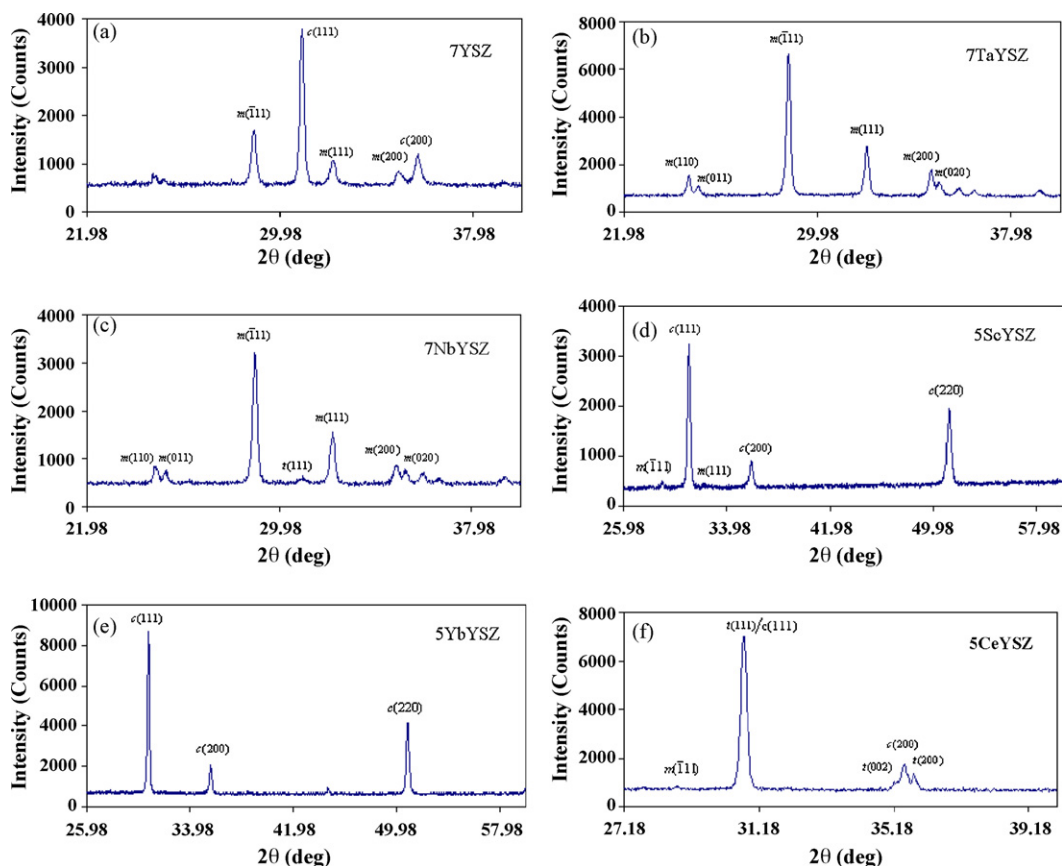 (a)
7YSZ
4000
3000
2000
1000
0
c(111)
m(1̅11)
m(111)
m(200)
c(200)
21.98
29.98
37.98
Intensity (Counts)
2θ (deg)
(b)
7TaYSZ
8000
6000
4000
2000
0
m(1̅11)
m(111)
m(110)
m(011)
m(200)
m(020)
21.98
29.98
37.98
Intensity (Counts)
2θ (deg)
(c)
7NbYSZ
4000
3000
2000
1000
0
m(1̅11)
m(111)
m(110)
m(011)
t(111)
m(200)
m(020)
21.98
29.98
37.98
Intensity (Counts)
2θ (deg)
(d)
5ScYSZ
4000
3000
2000
1000
0
c(111)
c(220)
m(1̅11)
m(111)
c(200)
25.98
33.98
41.98
49.98
57.98
Intensity (Counts)
2θ (deg)
(e)
5YbYSZ
10000
8000
6000
4000
2000
0
c(111)
c(200)
c(220)
25.98
33.98
41.98
49.98
57.98
Intensity (Counts)
2θ (deg)
(f)
5CeYSZ
8000
6000
4000
2000
0
t(111)/c(111)
m(1̅11)
c(200)
t(002)
t(200)
27.18
31.18
35.18
39.18
Intensity (Counts)
2θ (deg)